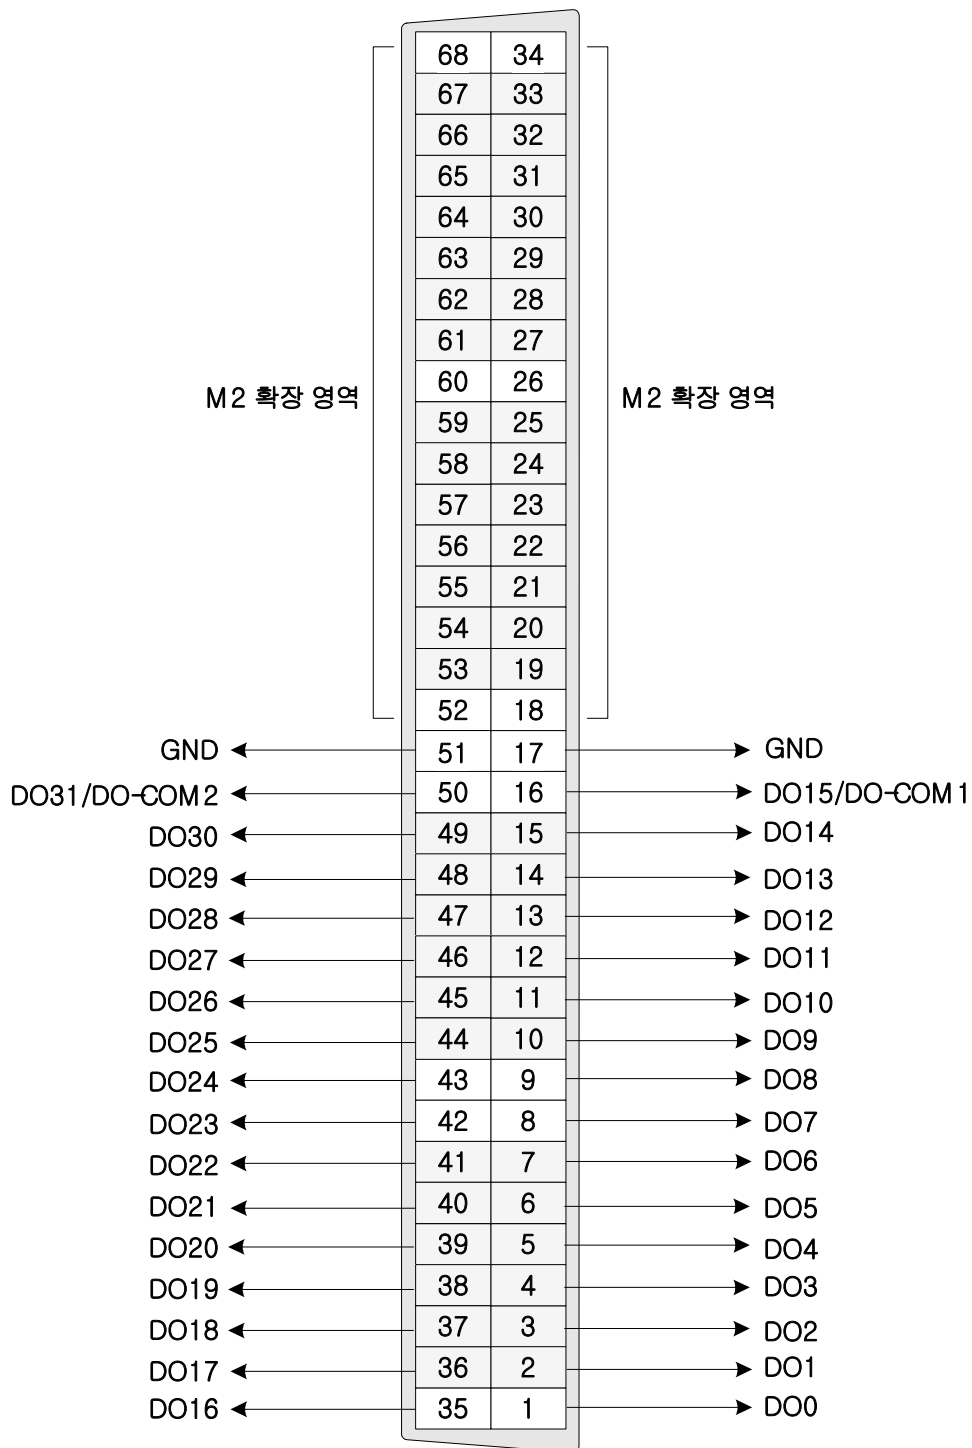 68 34
67 33
66 32
65 31
64 30
63 29
62 28
61 27
M2 확장 영역 60 26 M2 확장 영역
59 25
58 24
57 23
56 22
55 21
54 20
53 19
52 18
GND 51 17 GND
DO31/DO-COM2 50 16 DO15/DO-COM1
DO30 49 15 DO14
DO29 48 14 DO13
DO28 47 13 DO12
DO27 46 12 DO11
DO26 45 11 DO10
DO25 44 10 DO9
DO24 43 9 DO8
DO23 42 8 DO7
DO22 41 7 DO6
DO21 40 6 DO5
DO20 39 5 DO4
DO19 38 4 DO3
DO18 37 3 DO2
DO17 36 2 DO1
DO16 35 1 DO0